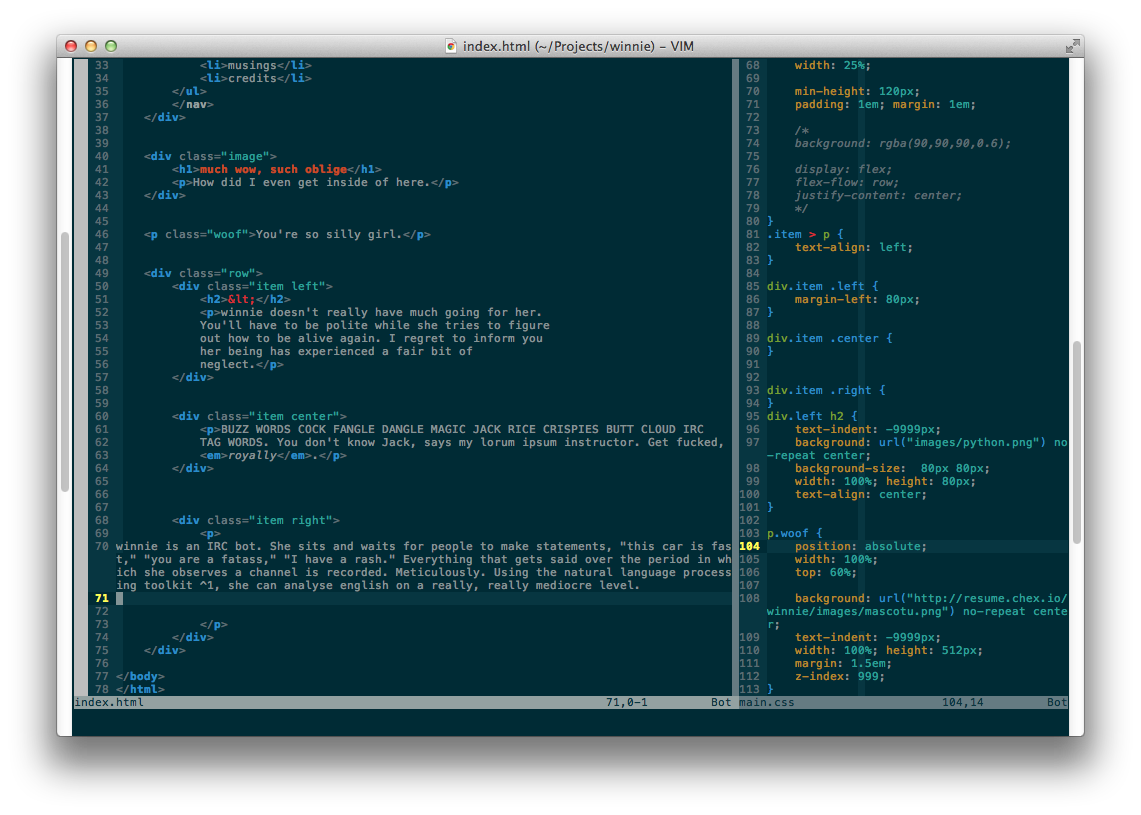 index.html (~/Projects/winnie) – VIM
33 <li>musings</li>
34 <li>credits</li>
35 </ul>
36 </nav>
37 </div>
38
39
40 <div class="image">
41 <h1>much wow, such oblige</h1>
42 <p>How did I even get inside of here.</p>
43 </div>
44
45
46 <p class="woof">You're so silly girl.</p>
47
48
49 <div class="row">
50 <div class="item left">
51 <h2>&lt;</h2>
52 <p>winnie doesn't really have much going for her.
53 You'll have to be polite while she tries to figure
54 out how to be alive again. I regret to inform you
55 her being has experienced a fair bit of
56 neglect.</p>
57 </div>
58
59
60 <div class="item center">
61 <p>BUZZ WORDS COCK FANGLE DANGLE MAGIC JACK RICE CRISPIES BUTT CLOUD IRC
62 TAG WORDS. You don't know Jack, says my lorum ipsum instructor. Get fucked,
63 <em>royally</em>.</p>
64 </div>
65
66
67
68 <div class="item right">
69 <p>
70 winnie is an IRC bot. She sits and waits for people to make statements, "this car is fas
t," "you are a fatass," "I have a rash." Everything that gets said over the period in wh
ich she observes a channel is recorded. Meticulously. Using the natural language process
ing toolkit ^1, she can analyse english on a really, really mediocre level.
71
72
73 </p>
74 </div>
75 </div>
76
77 </body>
78 </html>
index.html 71,0-1 Bot
68 width: 25%;
69
70 min-height: 120px;
71 padding: 1em; margin: 1em;
72
73 /*
74 background: rgba(90,90,90,0.6);
75
76 display: flex;
77 flex-flow: row;
78 justify-content: center;
79 */
80 }
81 .item > p {
82 text-align: left;
83 }
84
85 div.item .left {
86 margin-left: 80px;
87 }
88
89 div.item .center {
90 }
91
92
93 div.item .right {
94 }
95 div.left h2 {
96 text-indent: -9999px;
97 background: url("images/python.png") no
-repeat center;
98 background-size:  80px 80px;
99 width: 100%; height: 80px;
100 text-align: center;
101 }
102
103 p.woof {
104 position: absolute;
105 width: 100%;
106 top: 60%;
107
108 background: url("http://resume.chex.io/
winnie/images/mascotu.png") no-repeat cente
r;
109 text-indent: -9999px;
110 width: 100%; height: 512px;
111 margin: 1.5em;
112 z-index: 999;
113 }
main.css 104,14 Bot